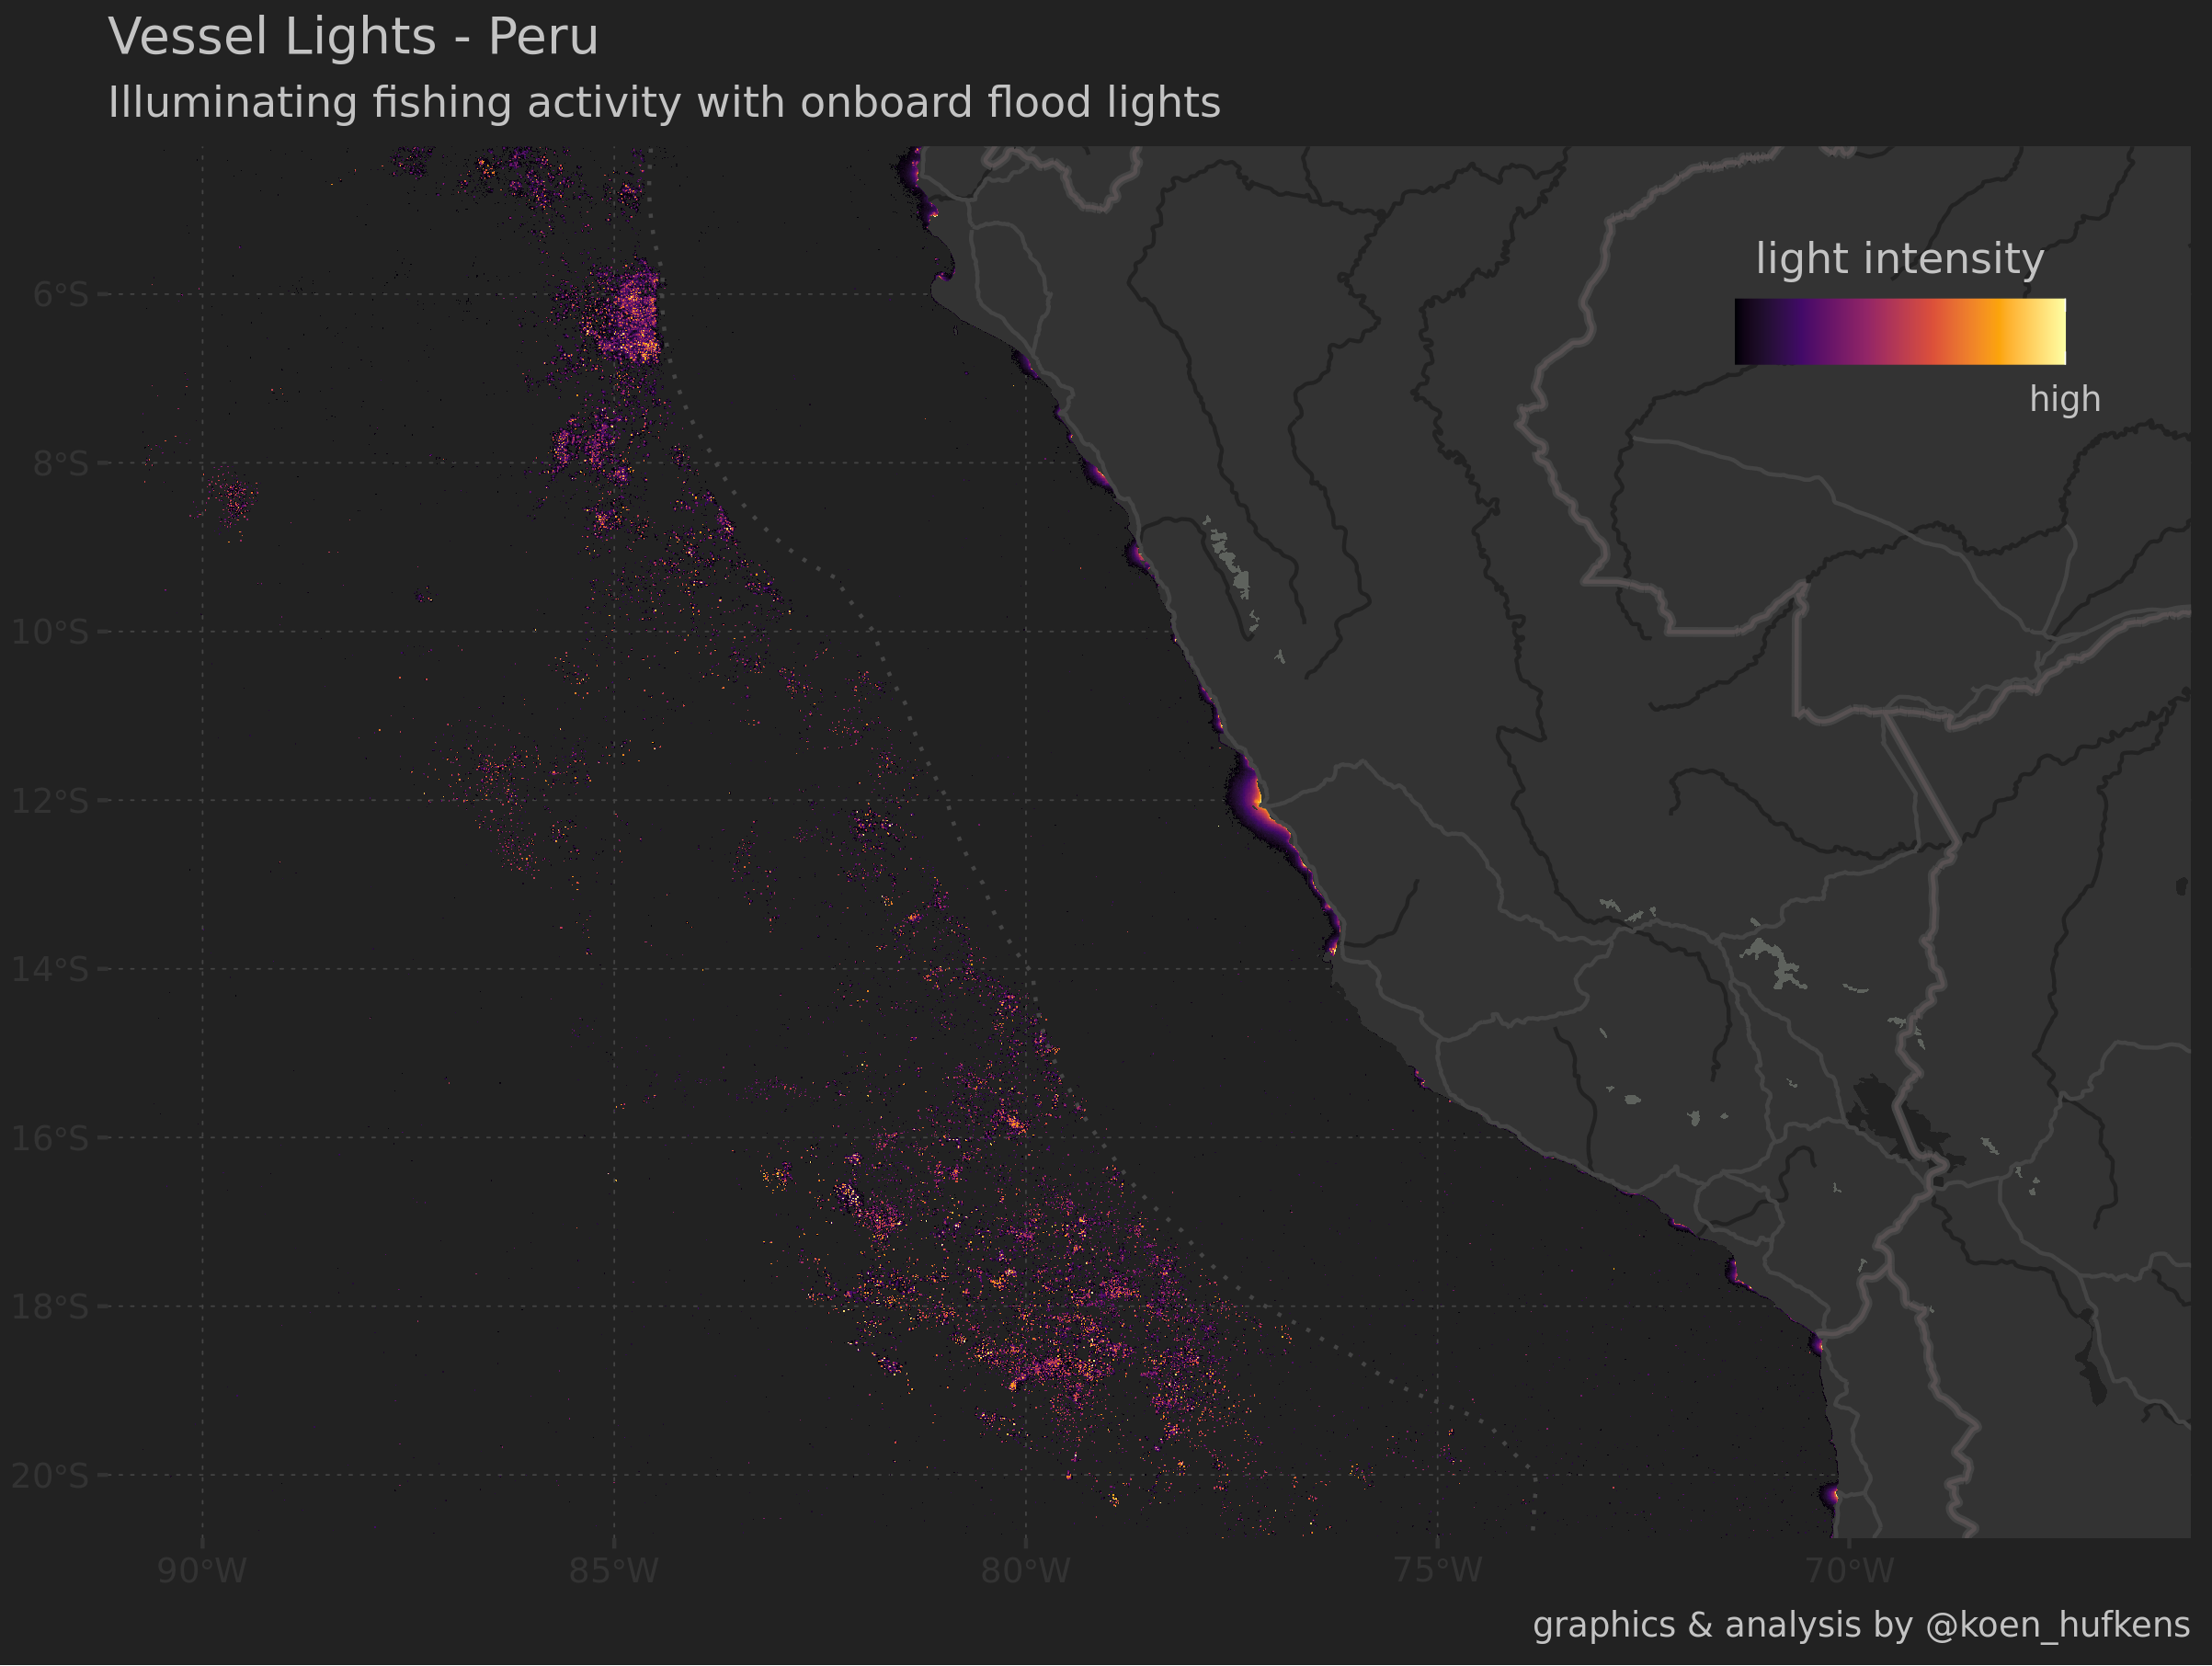 Vessel Lights - Peru
Illuminating fishing activity with onboard flood lights
light intensity
high
6°S
8°S
10°S
12°S
14°S
16°S
18°S
20°S
90°W
85°W
80°W
75°W
70°W
graphics & analysis by @koen_hufkens